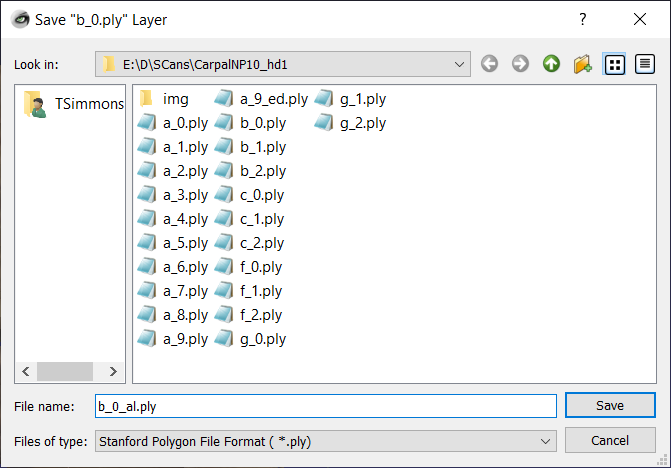 Save "b_0.ply" Layer
Look in:
E:\D\SCans\CarpalNP10_hd1
TSimmons
img
a_0.ply
a_1.ply
a_2.ply
a_3.ply
a_4.ply
a_5.ply
a_6.ply
a_7.ply
a_8.ply
a_9.ply
a_9_ed.ply
b_0.ply
b_1.ply
b_2.ply
c_0.ply
c_1.ply
c_2.ply
f_0.ply
f_1.ply
f_2.ply
g_0.ply
g_1.ply
g_2.ply
File name:
b_0_al.ply
Save
Files of type:
Stanford Polygon File Format ( *.ply)
Cancel